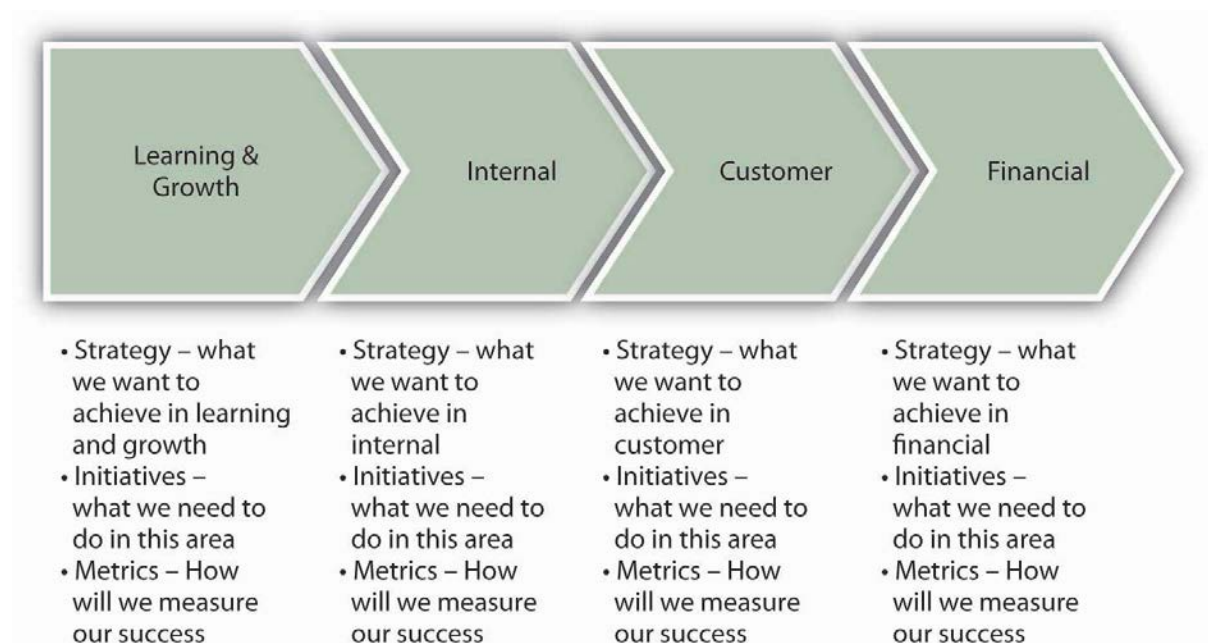 Learning &
Growth
Internal
Customer
Financial
• Strategy – what
we want to
achieve in learning
and growth
• Initiatives –
what we need to
do in this area
• Metrics – How
will we measure
our success
• Strategy – what
we want to
achieve in
internal
• Initiatives –
what we need to
do in this area
• Metrics – How
will we measure
our success
• Strategy – what
we want to
achieve in
customer
• Initiatives –
what we need to
do in this area
• Metrics – How
will we measure
our success
• Strategy – what
we want to
achieve in
financial
• Initiatives –
what we need to
do in this area
• Metrics – How
will we measure
our success